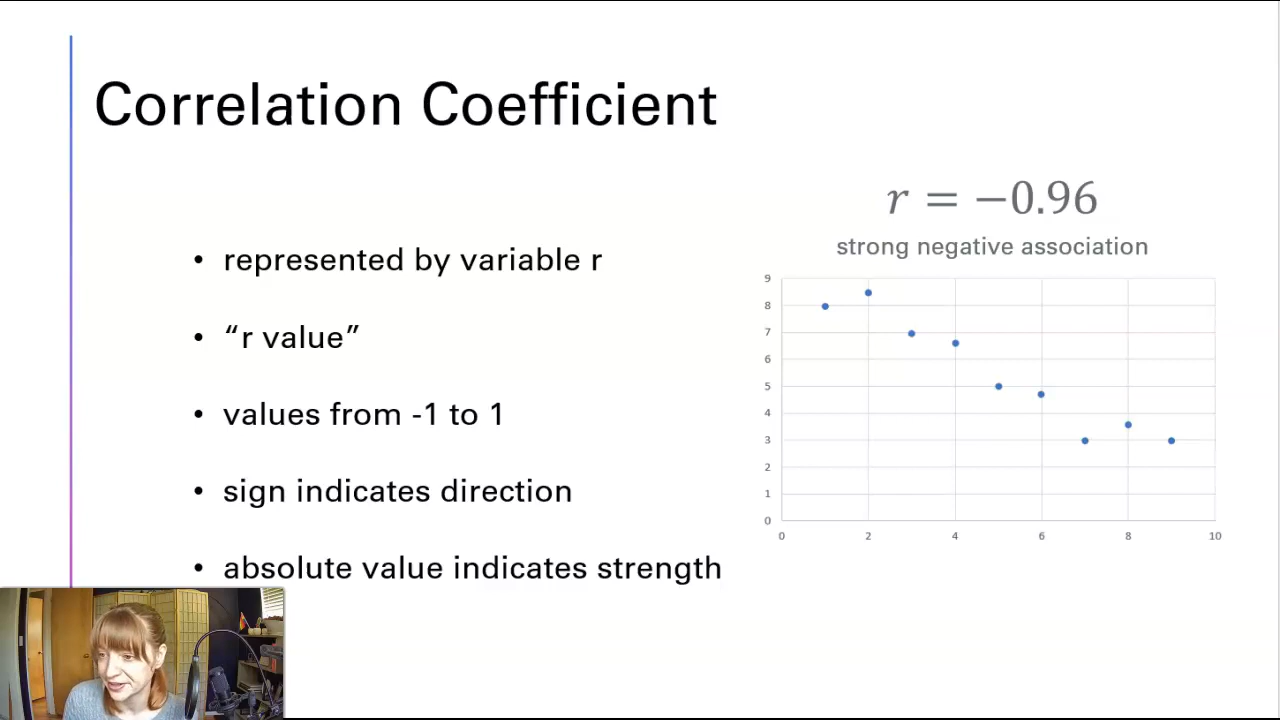 Correlation Coefficient
• represented by variable r
• “r value”
• values from -1 to 1
• sign indicates direction
• absolute value indicates strength
r = −0.96
strong negative association
9
8
7
6
5
4
3
2
1
0
0 2 4 6 8 10